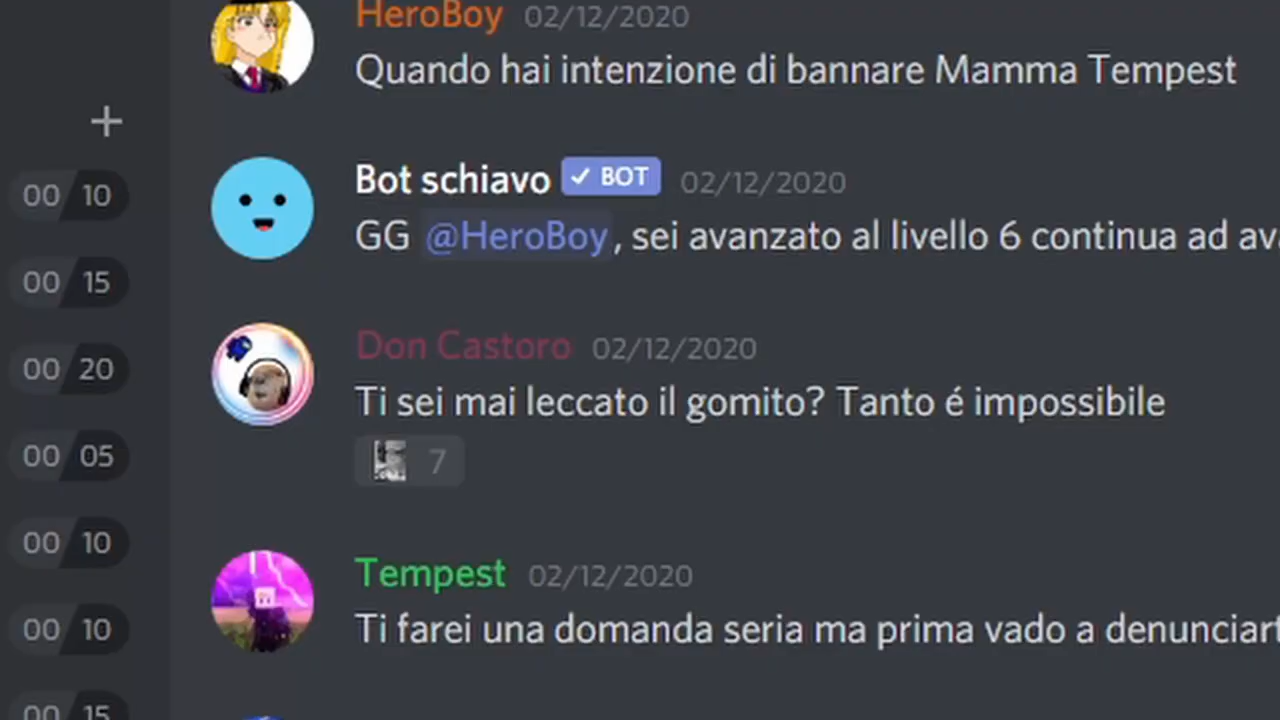 HeroBoy 02/12/2020
Quando hai intenzione di bannare Mamma Tempest
+
00 10
Bot schiavo ✓ BOT 02/12/2020
GG @HeroBoy, sei avanzato al livello 6 continua ad av
00 15
Don Castoro 02/12/2020
00 20
Ti sei mai leccato il gomito? Tanto é impossibile
00 05
7
00 10
Tempest 02/12/2020
00 10
Ti farei una domanda seria ma prima vado a denunciart
00 15